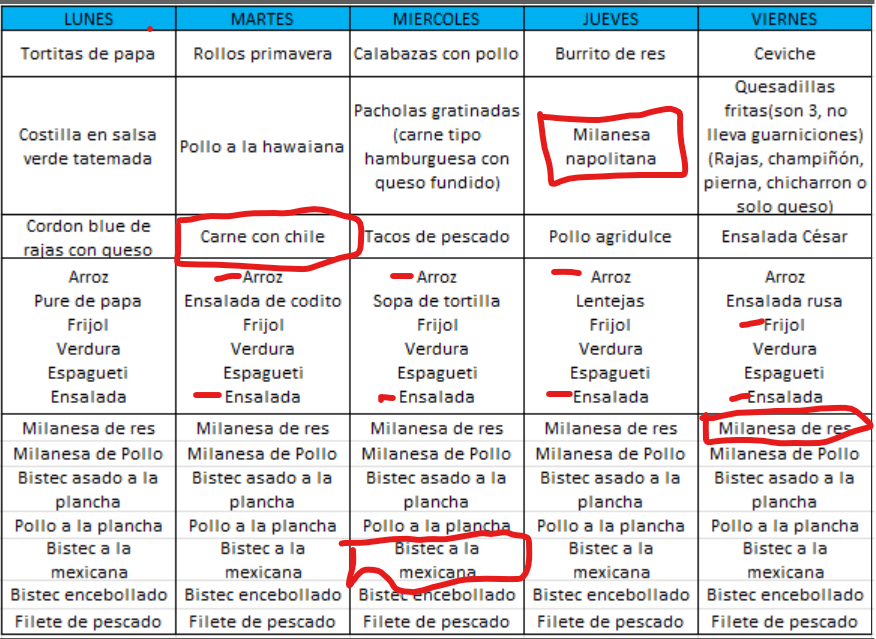 LUNES MARTES MIERCOLES JUEVES VIERNES
Tortitas de papa Rollos primavera Calabazas con pollo Burrito de res Ceviche
Costilla en salsa
verde tatemada
Pollo a la hawaiana
Pacholas gratinadas
(carne tipo
hamburguesa con
queso fundido)
Milanesa
napolitana
Quesadillas
fritas(son 3, no
lleva guarniciones)
(Rajas, champiñón,
pierna, chicharron o
solo queso)
Cordon blue de
rajas con queso
Carne con chile
Tacos de pescado
Pollo agridulce
Ensalada César
Arroz
Pure de papa
Frijol
Verdura
Espagueti
Ensalada
Arroz
Ensalada de codito
Frijol
Verdura
Espagueti
Ensalada
Arroz
Sopa de tortilla
Frijol
Verdura
Espagueti
Ensalada
Arroz
Lentejas
Frijol
Verdura
Espagueti
Ensalada
Arroz
Ensalada rusa
Frijol
Verdura
Espagueti
Ensalada
Milanesa de res Milanesa de res Milanesa de res Milanesa de res Milanesa de res
Milanesa de Pollo Milanesa de Pollo Milanesa de Pollo Milanesa de Pollo Milanesa de Pollo
Bistec asado a la Bistec asado a la Bistec asado a la Bistec asado a la Bistec asado a la
plancha plancha plancha plancha plancha
Pollo a la plancha Pollo a la plancha Pollo a la plancha Pollo a la plancha Pollo a la plancha
Bistec a la Bistec a la Bistec a la Bistec a la Bistec a la
mexicana mexicana mexicana mexicana mexicana
Bistec encebollado Bistec encebollado Bistec encebollado Bistec encebollado Bistec encebollado
Filete de pescado Filete de pescado Filete de pescado Filete de pescado Filete de pescado